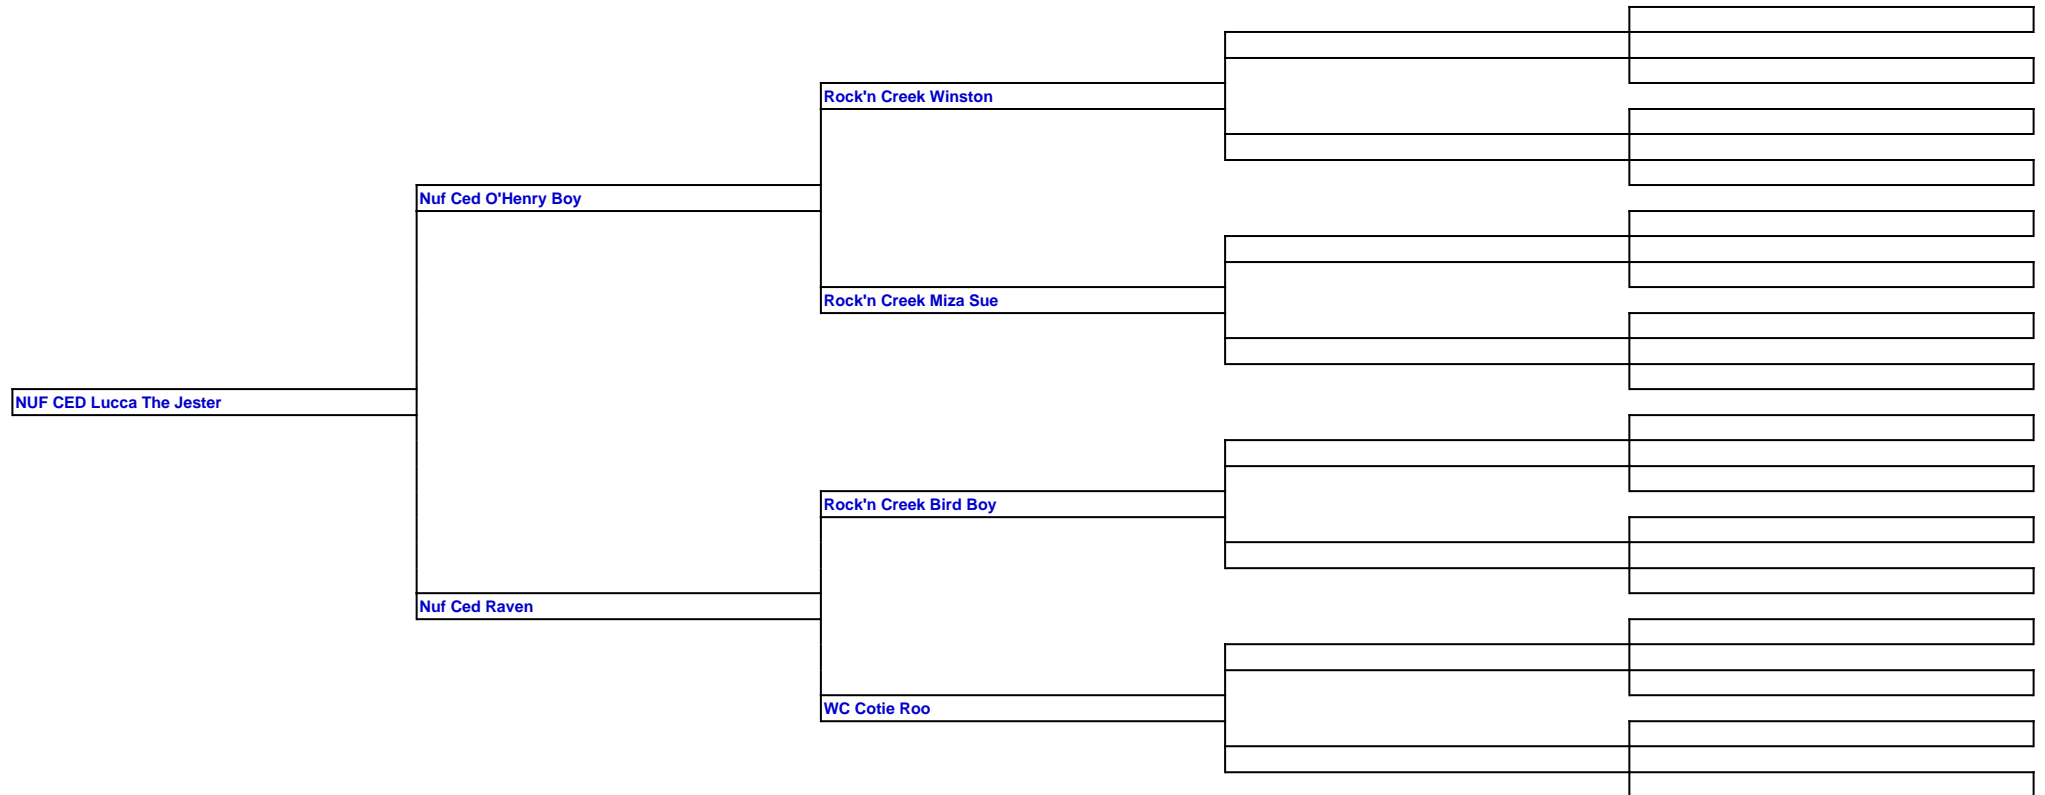 Rock'n Creek Winston
Nuf Ced O'Henry Boy
Rock'n Creek Miza Sue
NUF CED Lucca The Jester
Rock'n Creek Bird Boy
Nuf Ced Raven
WC Cotie Roo